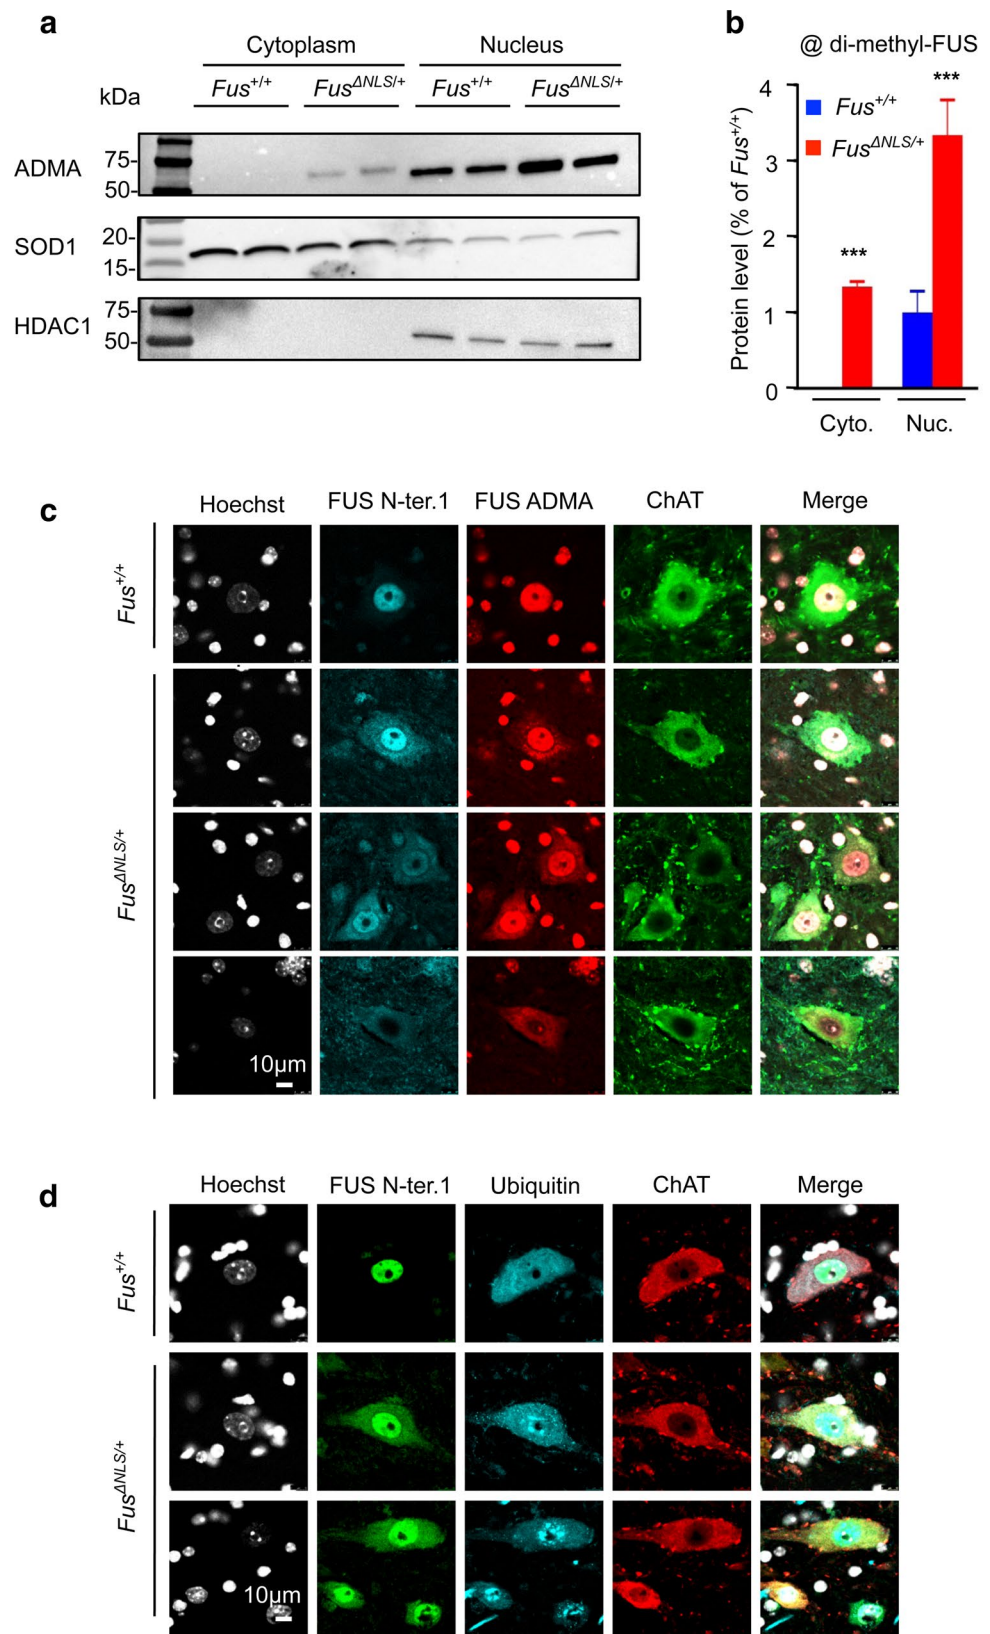 a
Cytoplasm Nucleus
Fus+/+ FusΔNLS/+ Fus+/+ FusΔNLS/+
kDa
ADMA 75-
50-
SOD1 20-
15-
HDAC1 75-
50-
b
@ di-methyl-FUS
Protein level (% of Fus+/+)
4
3
2
1
0
***
***
Fus+/+
FusΔNLS/+
Cyto. Nuc.
c
Hoechst FUS N-ter.1 FUS ADMA ChAT Merge
Fus+/+
FusΔNLS/+
10µm
d
Hoechst FUS N-ter.1 Ubiquitin ChAT Merge
Fus+/+
FusΔNLS/+
10µm